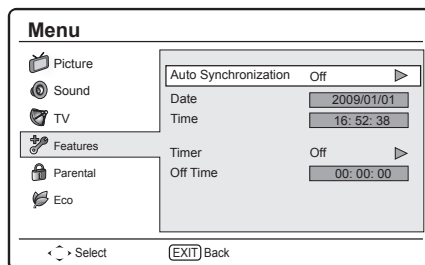 Menu
Picture
Sound
TV
Features
Parental
Eco
Auto Synchronization Off
Date 2009/01/01
Time 16: 52: 38
Timer Off
Off Time 00: 00: 00
Select EXIT Back